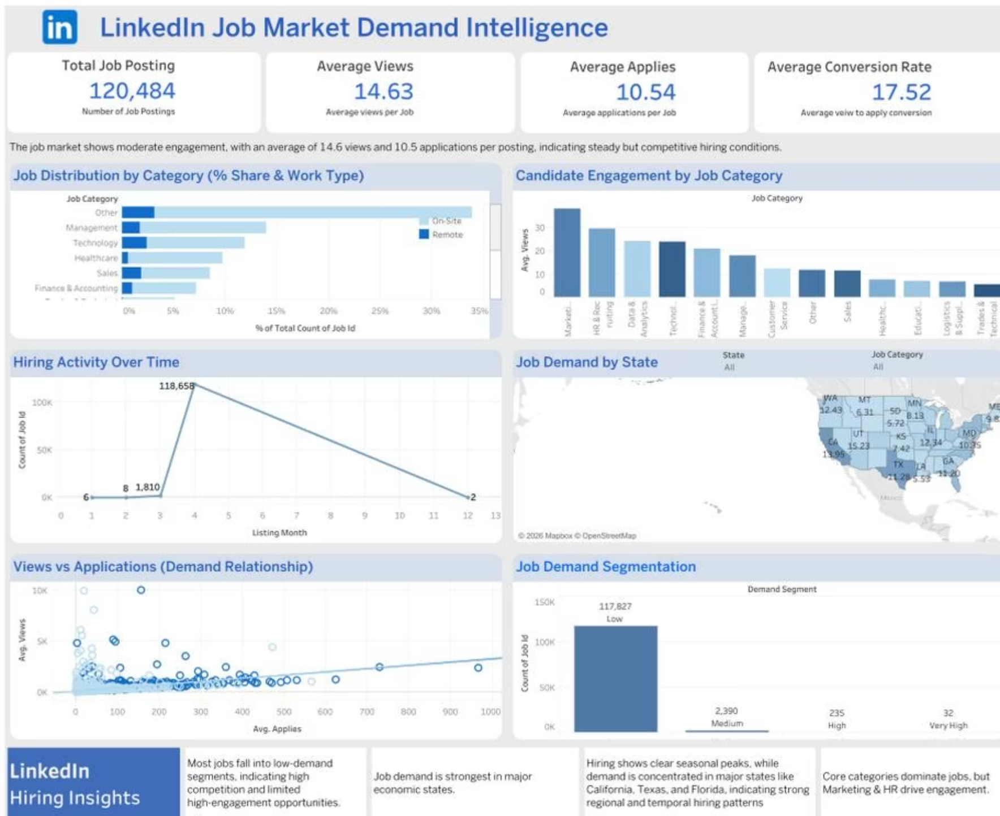 in
LinkedIn Job Market Demand Intelligence
Total Job Posting
120,484
Number of Job Postings
Average Views
14.63
Average views per Job
Average Applies
10.54
Average applications per Job
Average Conversion Rate
17.52
Average veiw to apply conversion
The job market shows moderate engagement, with an average of 14.6 views and 10.5 applications per posting, indicating steady but competitive hiring conditions.
Job Distribution by Category (% Share & Work Type)
Job Category
Other
Management
Technology
Healthcare
Sales
Finance & Accounting
On-Site
Remote
0% 5% 10% 15% 20% 25% 30% 35%
% of Total Count of Job Id
Candidate Engagement by Job Category
Job Category
Avg. Views
30
20
10
0
Marketi..
HR & Rec
ruiting
Data &
Analytics
Technol..
Finance &
Accounti..
Manage..
Customer
Service
Other
Sales
Healthc..
Educati..
Logistics
& Suppl..
Trades &
Technical
Hiring Activity Over Time
Count of Job Id
100K
50K
0K
6
8
1,810
118,658
2
0 1 2 3 4 5 6 7 8 9 10 11 12 13
Listing Month
Job Demand by State
State
All
Job Category
All
WA
12.43
MT
6.31
SD
5.72
MN
8.13
ME
CA
13.95
UT
15.23
KS
7.42
IL
12.34
MD
10.35
TX
11.28
LA
5.53
GA
11.20
Mexico
© 2026 Mapbox © OpenStreetMap
Views vs Applications (Demand Relationship)
Avg. Views
10K
5K
0K
0 100 200 300 400 500 600 700 800 900 1000
Avg. Applies
Job Demand Segmentation
Demand Segment
Count of Job Id
150K
100K
50K
0K
117,827
Low
2,390
Medium
235
High
32
Very High
LinkedIn
Hiring Insights
Most jobs fall into low-demand
segments, indicating high
competition and limited
high-engagement opportunities.
Job demand is strongest in major
economic states.
Hiring shows clear seasonal peaks, while
demand is concentrated in major states like
California, Texas, and Florida, indicating strong
regional and temporal hiring patterns
Core categories dominate jobs, but
Marketing & HR drive engagement.